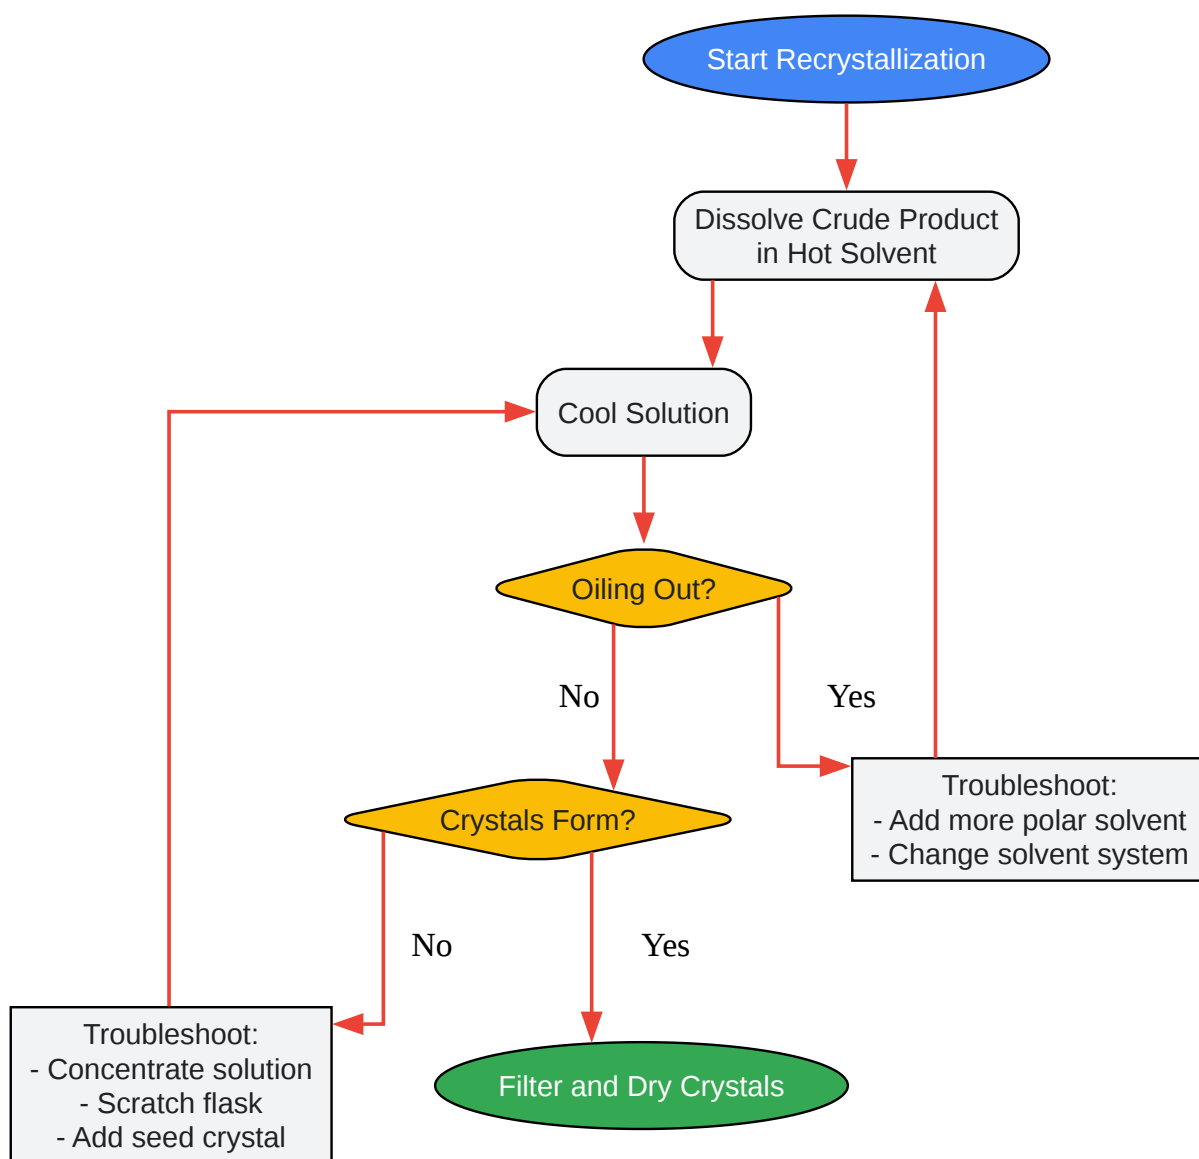 Start Recrystallization
Dissolve Crude Product
in Hot Solvent
Cool Solution
Oiling Out?
No
Yes
Troubleshoot:
- Add more polar solvent
- Change solvent system
Crystals Form?
No
Yes
Troubleshoot:
- Concentrate solution
- Scratch flask
- Add seed crystal
Filter and Dry Crystals